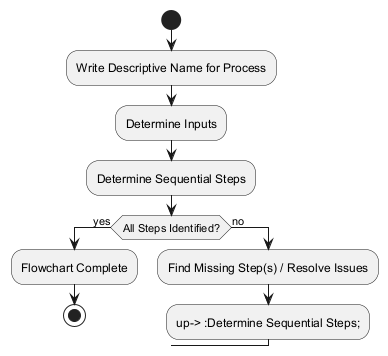 Write Descriptive Name for Process
Determine Inputs
Determine Sequential Steps
All Steps Identified?
yes
no
Flowchart Complete
Find Missing Step(s) / Resolve Issues
up-> :Determine Sequential Steps;